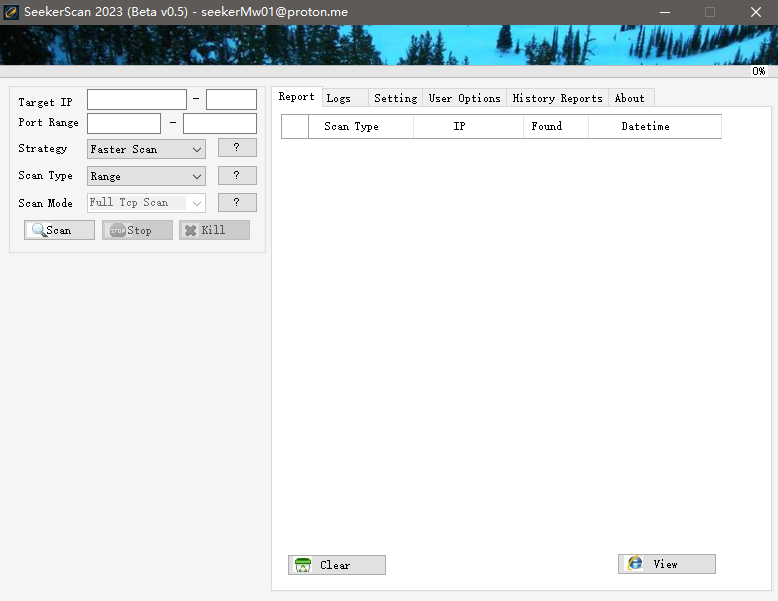 SeekerScan 2023 (Beta v0.5) - seekerMw01@proton.me
0%
Target IP -
Port Range -
Strategy Faster Scan ?
Scan Type Range ?
Scan Mode Full Tcp Scan ?
Scan STOP Stop Kill
Report Logs Setting User Options History Reports About
Scan Type IP Found Datetime
Clear View